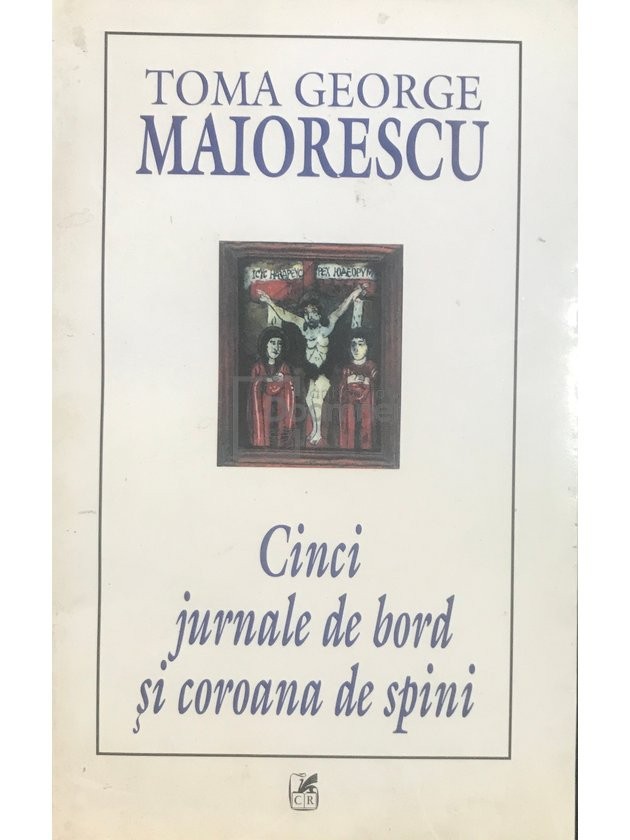 TOMA GEORGE
MAIORESCU
Cinci
jurnale de bord
și coroana de spini
C R